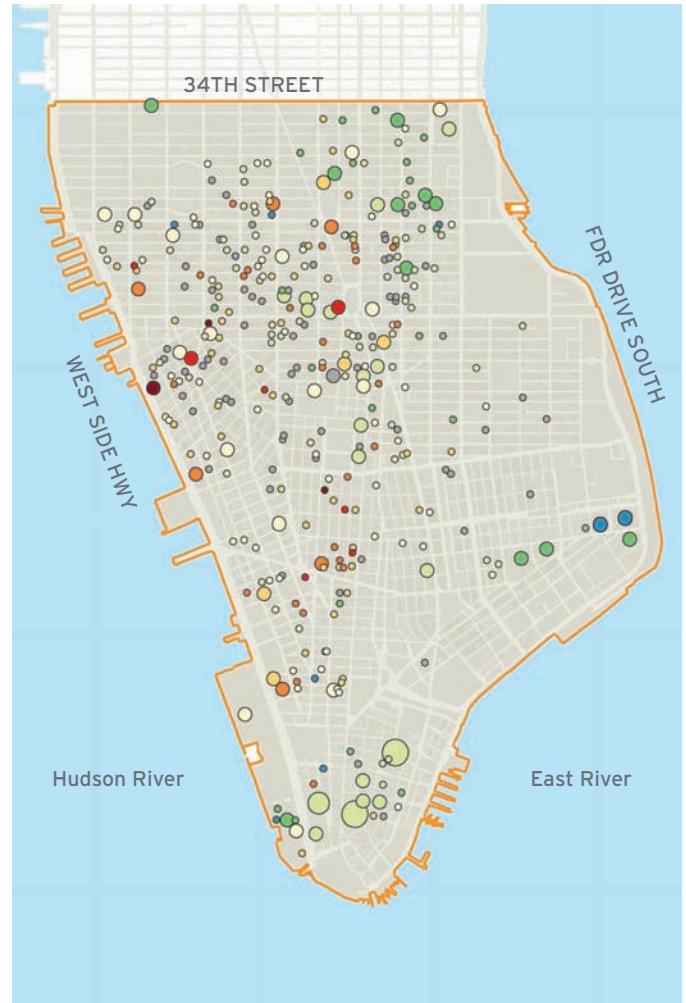 34TH STREET
FDR DRIVE SOUTH
WEST SIDE HWY
Hudson River
East River